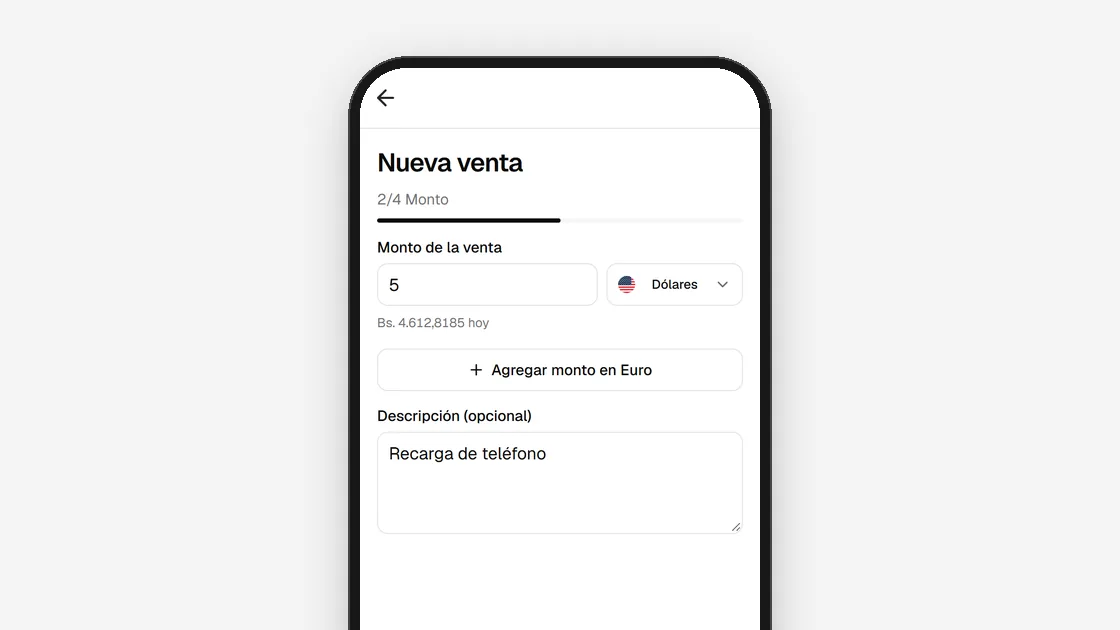 Nueva venta
2/4 Monto
Monto de la venta
5
Dólares
Bs. 4.612,8185 hoy
Agregar monto en Euro
Descripción (opcional)
Recarga de teléfono